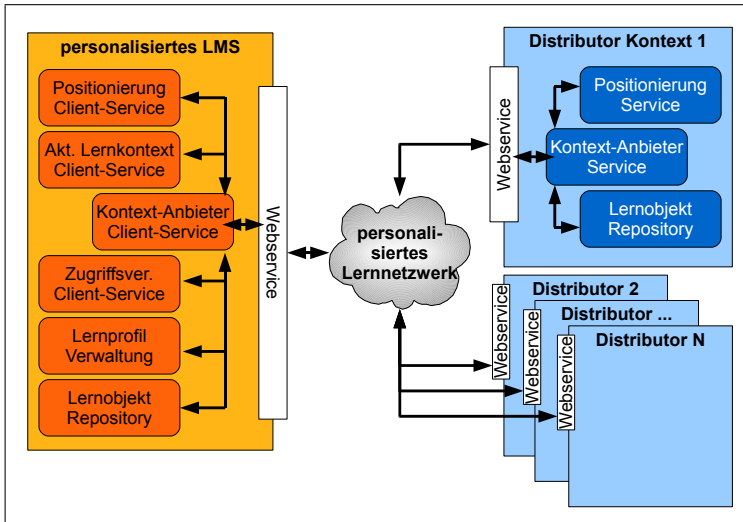 personalisiertes LMS
Positionierung
Client-Service
Akt. Lernkontext
Client-Service
Kontext-Anbieter
Client-Service
Zugriffsver.
Client-Service
Lernprofil
Verwaltung
Lernobjekt
Repository
Webservice
personali-
siertes
Lernnetzwerk
Distributor Kontext 1
Webservice
Positionierung
Service
Kontext-Anbieter
Service
Lernobjekt
Repository
Distributor 2
Webservice
Distributor ...
Webservice
Distributor N
Webservice